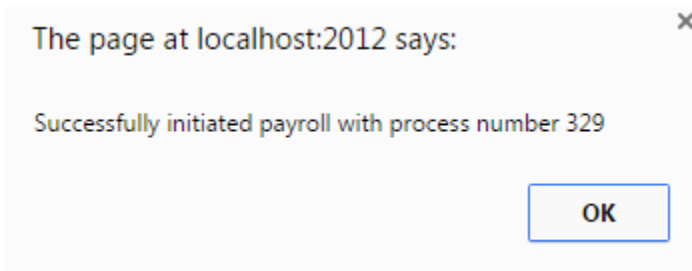 The page at localhost:2012 says:
Successfully initiated payroll with process number 329
OK